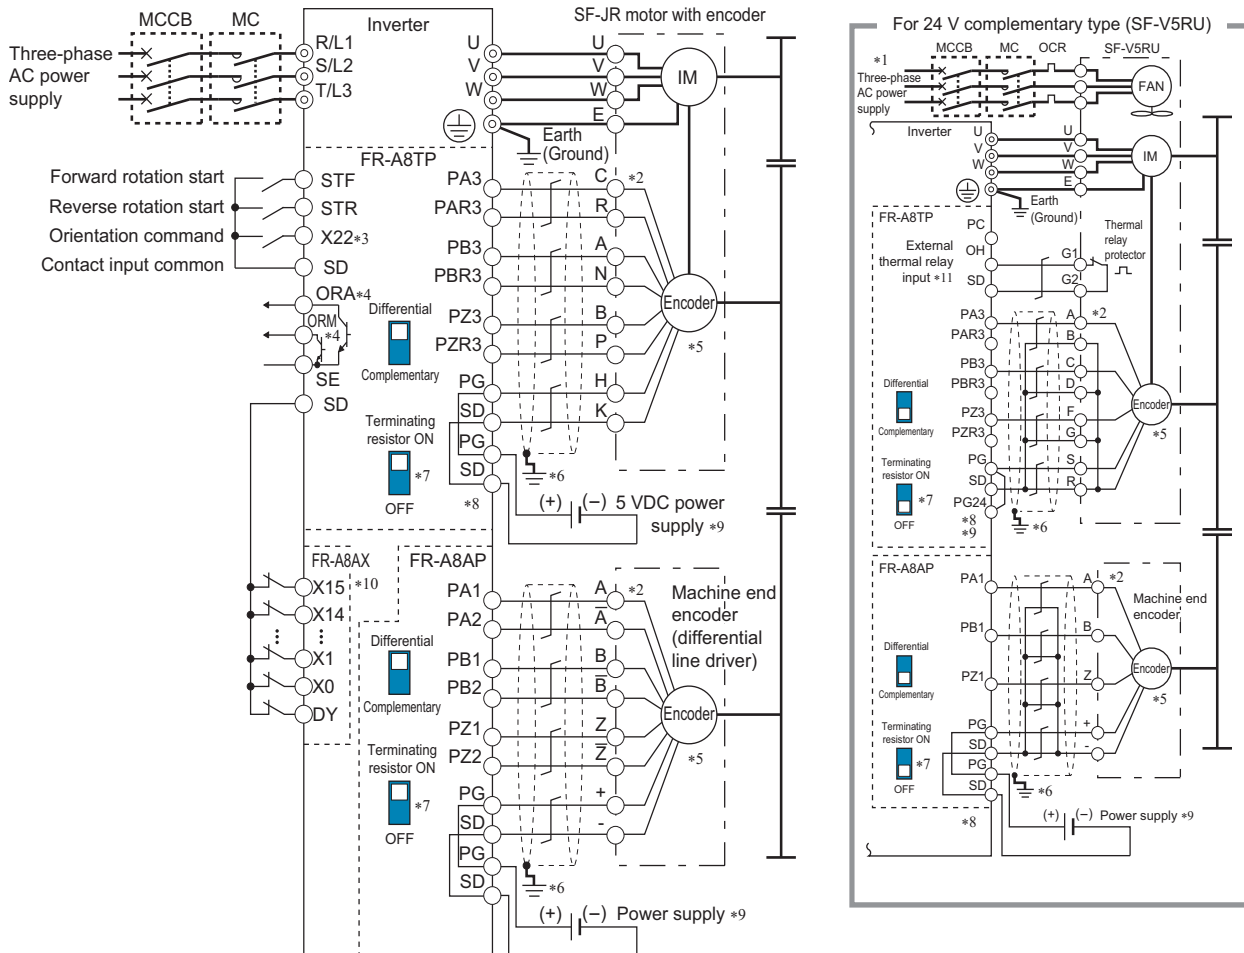 MCCB
MC
Three-phase
AC power
supply
R/L1
S/L2
T/L3
Inverter
SF-JR motor with encoder
U
V
W
U
V
W
E
IM
Earth
(Ground)
FR-A8TP
Forward rotation start
Reverse rotation start
Orientation command
Contact input common
STF
STR
X22*3
SD
ORA*4
ORM
*4
SE
SD
Differential
Complementary
Terminating
resistor ON
*7
OFF
PA3
PAR3
PB3
PBR3
PZ3
PZR3
PG
SD
PG
SD
*8
C
*2
R
A
N
B
P
H
K
Encoder
*5
*6
(+)
(−)
5 VDC power
supply *9
FR-A8AX
X15
*10
X14
X1
X0
DY
FR-A8AP
Differential
Complementary
Terminating
resistor ON
*7
OFF
PA1
PA2
PB1
PB2
PZ1
PZ2
PG
SD
PG
SD
A
*2
A
B
B
Z
Z
+
-
Machine end
encoder
(differential
line driver)
Encoder
*5
*6
(+)
(−)
Power supply *9
For 24 V complementary type (SF-V5RU)
MCCB
MC
OCR
SF-V5RU
*1
Three-phase
AC power
supply
FAN
Inverter
U
V
W
U
V
W
E
IM
Earth
(Ground)
FR-A8TP
PC
OH
SD
External
thermal relay
input *11
G1
G2
Thermal
relay
protector
PA3
PAR3
PB3
PBR3
PZ3
PZR3
PG
SD
PG24
*8
*9
A
*2
B
C
D
F
G
S
R
Differential
Complementary
Terminating
resistor ON
*7
OFF
Encoder
*5
*6
FR-A8AP
PA1
PB1
PZ1
PG
SD
PG
SD
*8
A
*2
B
Z
+
-
Machine end
encoder
Differential
Complementary
Terminating
resistor ON
*7
OFF
Encoder
*5
*6
(+)
(−)
Power supply *9